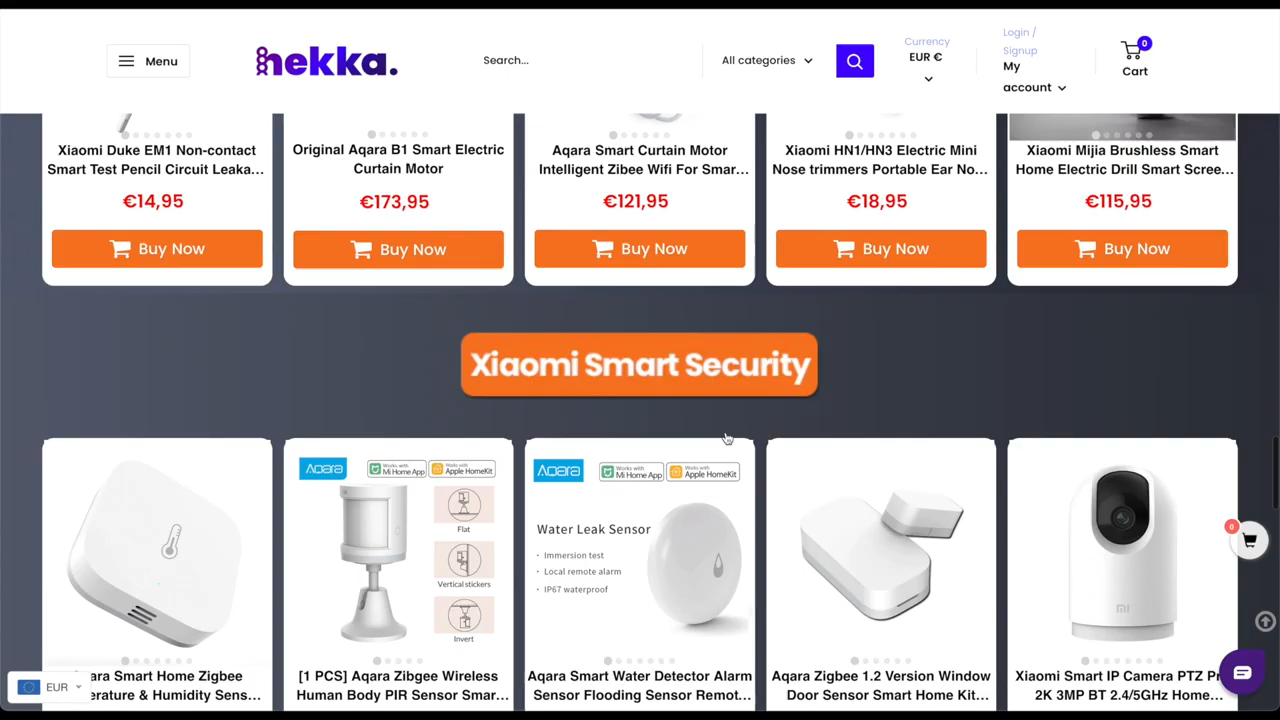 Menu
hekka.
Search...
All categories
Currency
EUR €
Login /
Signup
My
account
0
Cart
Xiaomi Duke EM1 Non-contact
Smart Test Pencil Circuit Leaka...
€14,95
Buy Now
Original Aqara B1 Smart Electric
Curtain Motor
€173,95
Buy Now
Aqara Smart Curtain Motor
Intelligent Zibee Wifi For Smar...
€121,95
Buy Now
Xiaomi HN1/HN3 Electric Mini
Nose trimmers Portable Ear No...
€18,95
Buy Now
Xiaomi Mijia Brushless Smart
Home Electric Drill Smart Scree...
€115,95
Buy Now
Xiaomi Smart Security
Aqara
Works with
Mi Home App
Works with
Apple HomeKit
Flat
Vertical stickers
Invert
Aqara
Works with
Mi Home App
Works with
Apple HomeKit
Water Leak Sensor
· Immersion test
· Local remote alarm
· IP67 waterproof
mi
0
ara Smart Home Zigbee
erature & Humidity Sens...
[1 PCS] Aqara Zibgee Wireless
Human Body PIR Sensor Smar...
Aqara Smart Water Detector Alarm
Sensor Flooding Sensor Remot...
Aqara Zigbee 1.2 Version Window
Door Sensor Smart Home Kit...
Xiaomi Smart IP Camera PTZ Pr
2K 3MP BT 2.4/5GHz Home...
EUR